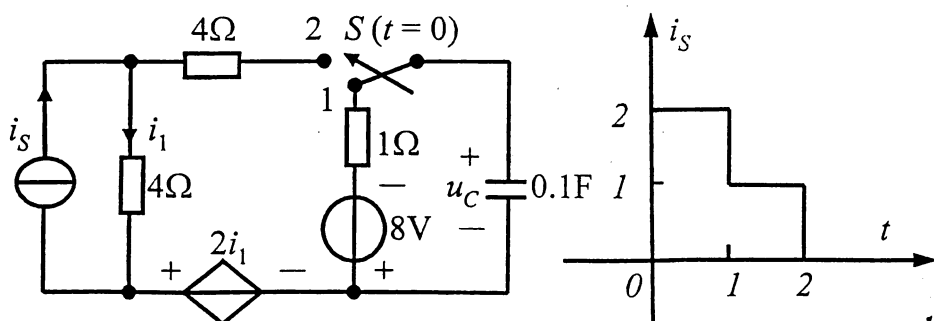 4Ω
2
S (t = 0)
1
i_S
i_1
4Ω
1Ω
−
8V
+
+
u_C
−
0.1F
+
2i_1
−
i_S
2
1
0
1
2
t